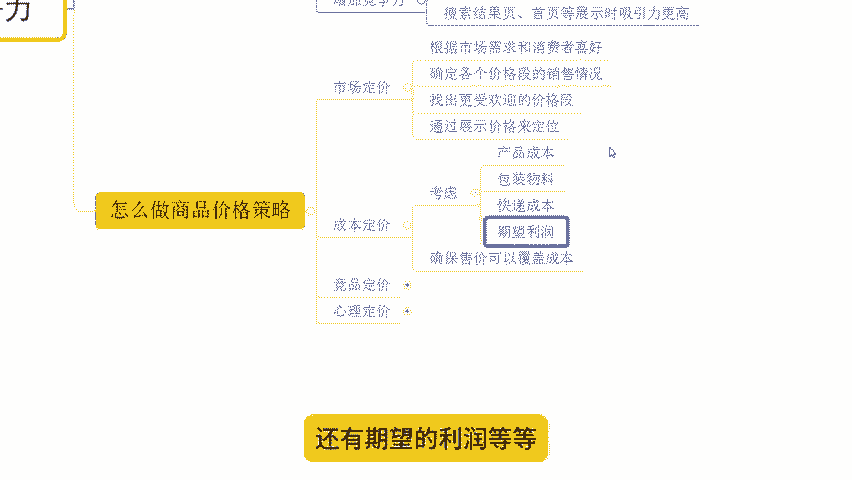 力
增加竞争力
搜索结果页、首页等展示时吸引力更高
根据市场需求和消费者喜好
市场定价
确定各个价格段的销售情况
找出更受欢迎的价格段
通过展示价格来定位
产品成本
考虑
包装物料
快递成本
怎么做商品价格策略
成本定价
期望利润
确保售价可以覆盖成本
竞品定价
心理定价
还有期望的利润等等